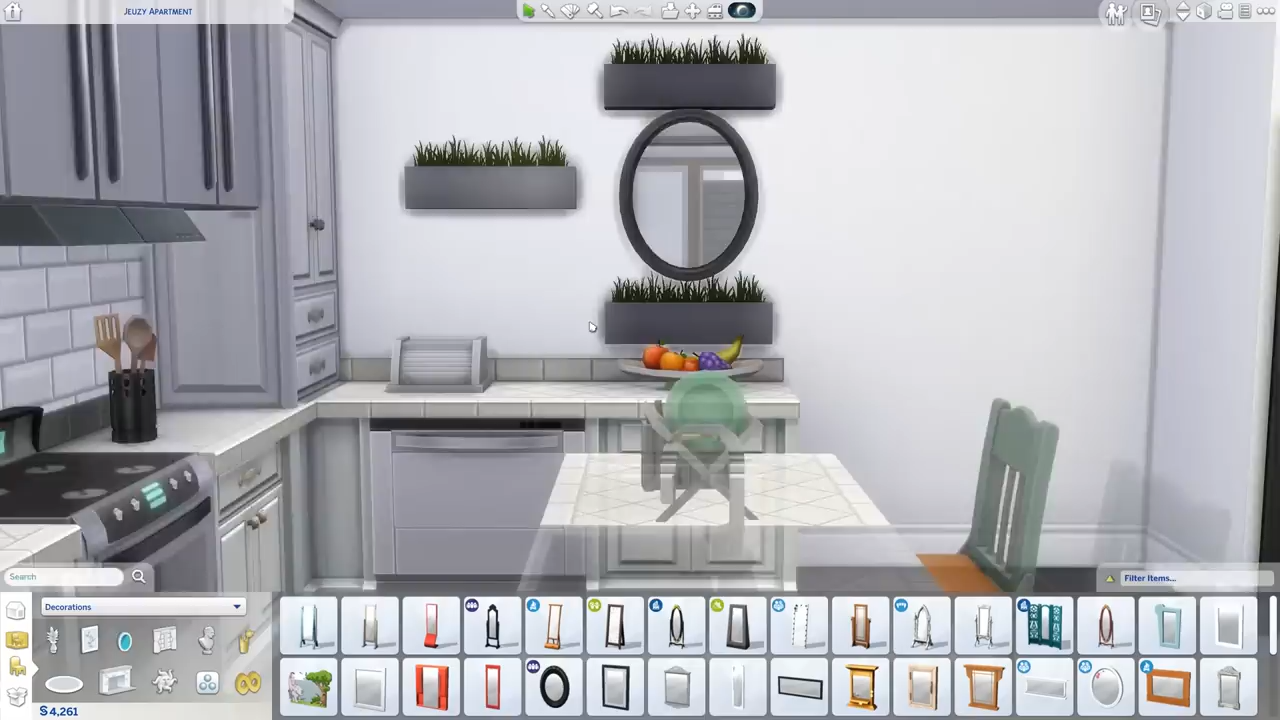 JEUZY APARTMENT
Search
Filter Items...
Decorations
§4,261